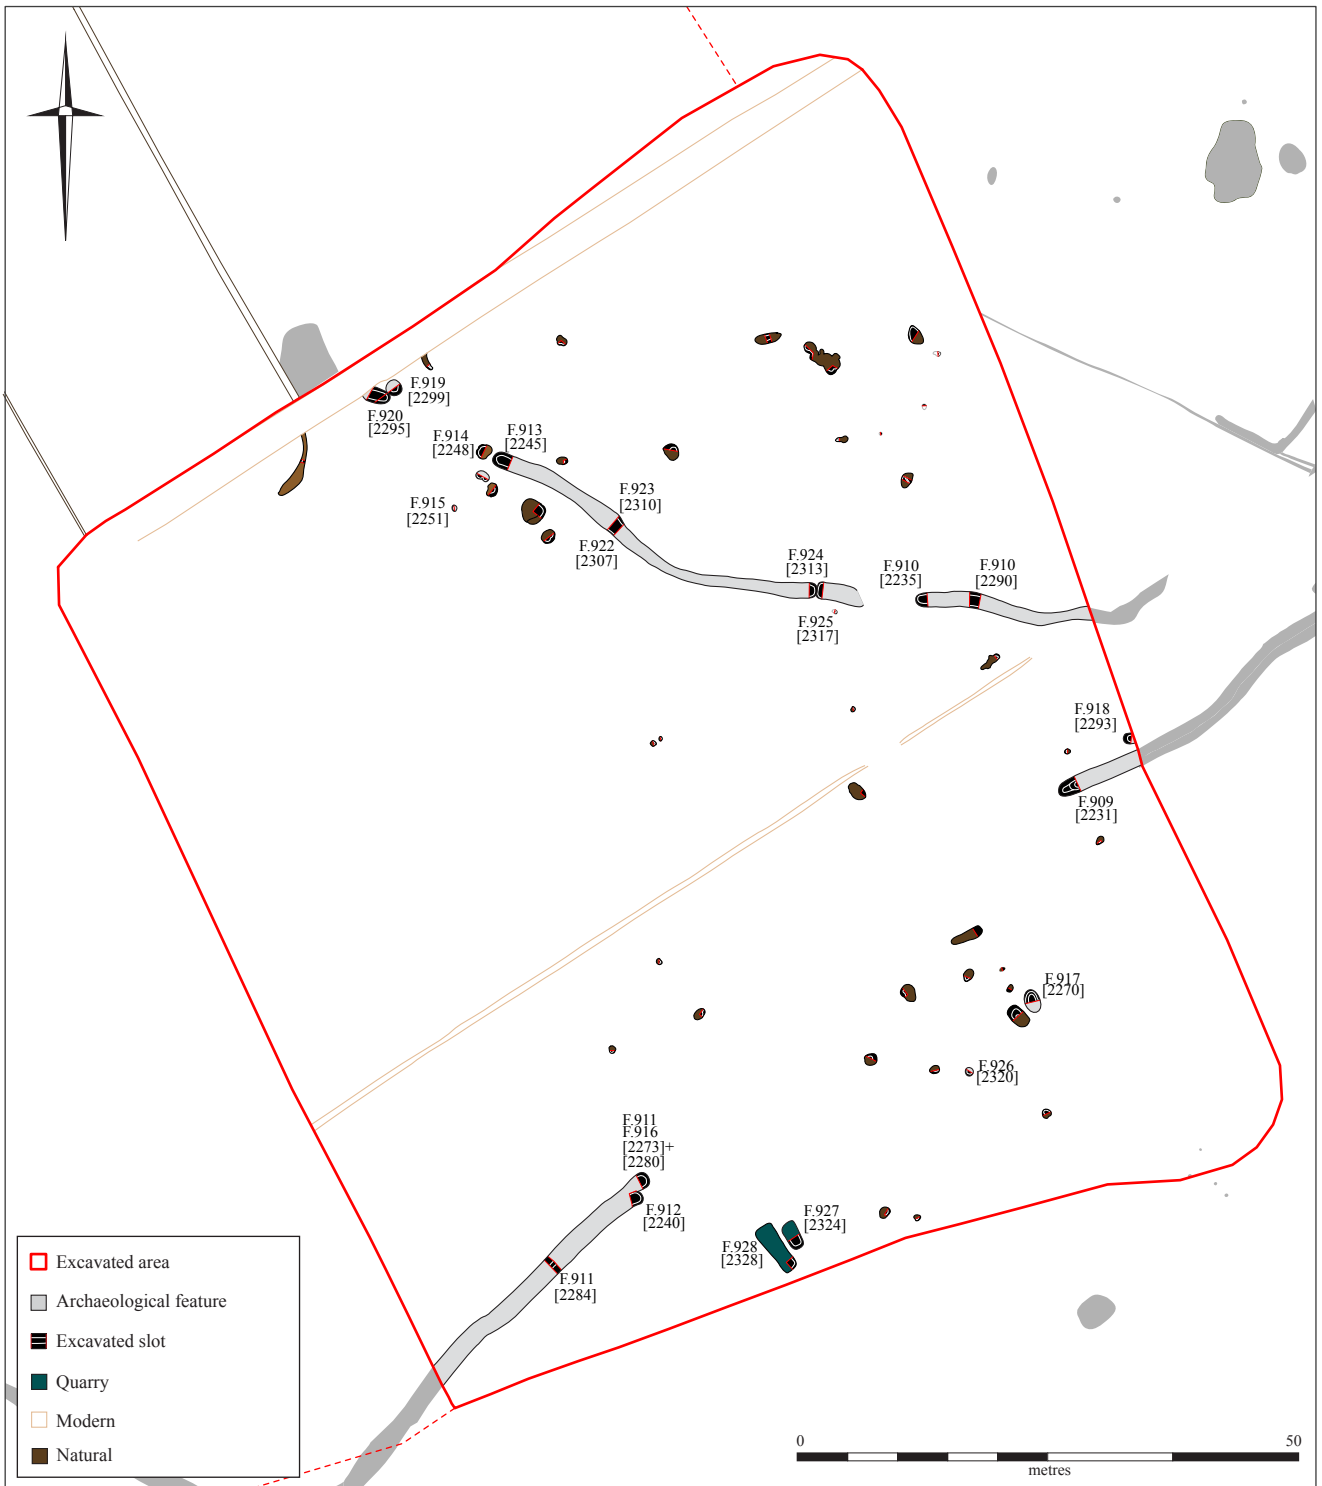 F.919
[2299]
F.920
[2295]
F.914
[2248]
F.913
[2245]
F.915
[2251]
F.923
[2310]
F.922
[2307]
F.924
[2313]
F.910
[2235]
F.910
[2290]
F.925
[2317]
F.918
[2293]
F.909
[2231]
F.917
[2270]
F.926
[2320]
F.911
F.916
[2273]+
[2280]
F.912
[2240]
F.927
[2324]
F.928
[2328]
F.911
[2284]
Excavated area
Archaeological feature
Excavated slot
Quarry
Modern
Natural
0 50
metres